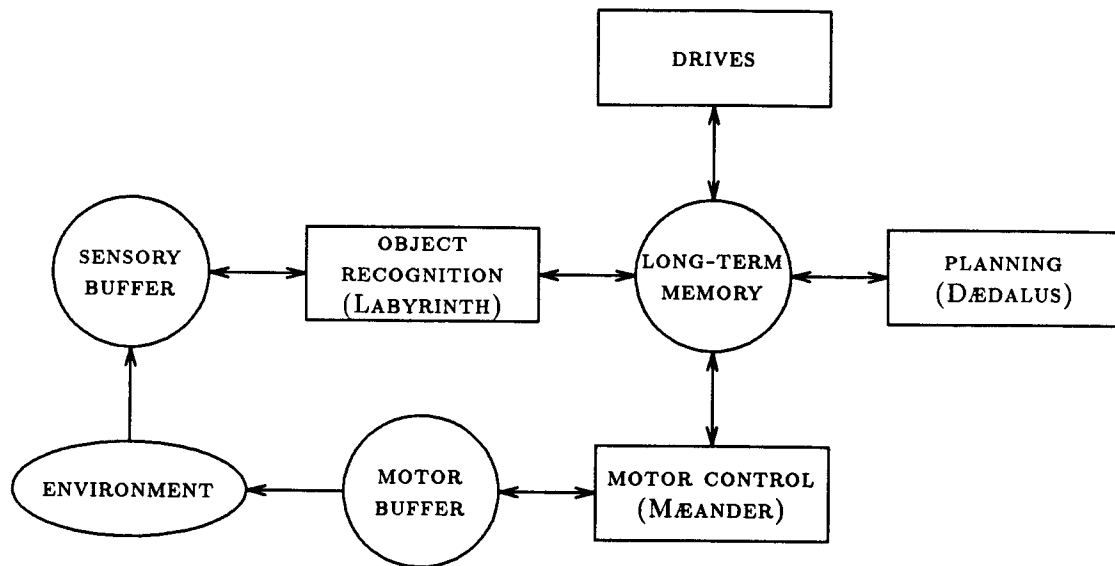 DRIVES
SENSORY
BUFFER
OBJECT
RECOGNITION
(LABYRINTH)
LONG-TERM
MEMORY
PLANNING
(DÆDALUS)
ENVIRONMENT
MOTOR
BUFFER
MOTOR CONTROL
(MÆANDER)